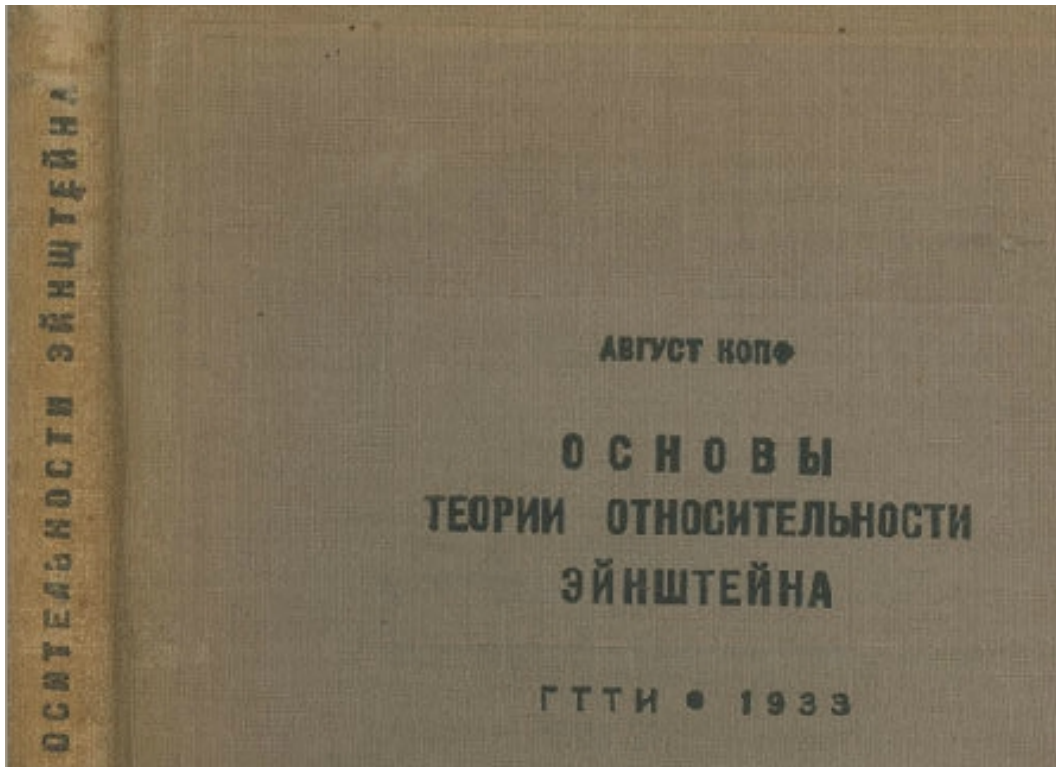 ОСИТЕЛЬНОСТИ ЭЙНШТЕЙНА
АВГУСТ КОПФ
ОСНОВЫ
ТЕОРИИ ОТНОСИТЕЛЬНОСТИ
ЭЙНШТЕЙНА
ГТТИ • 1933